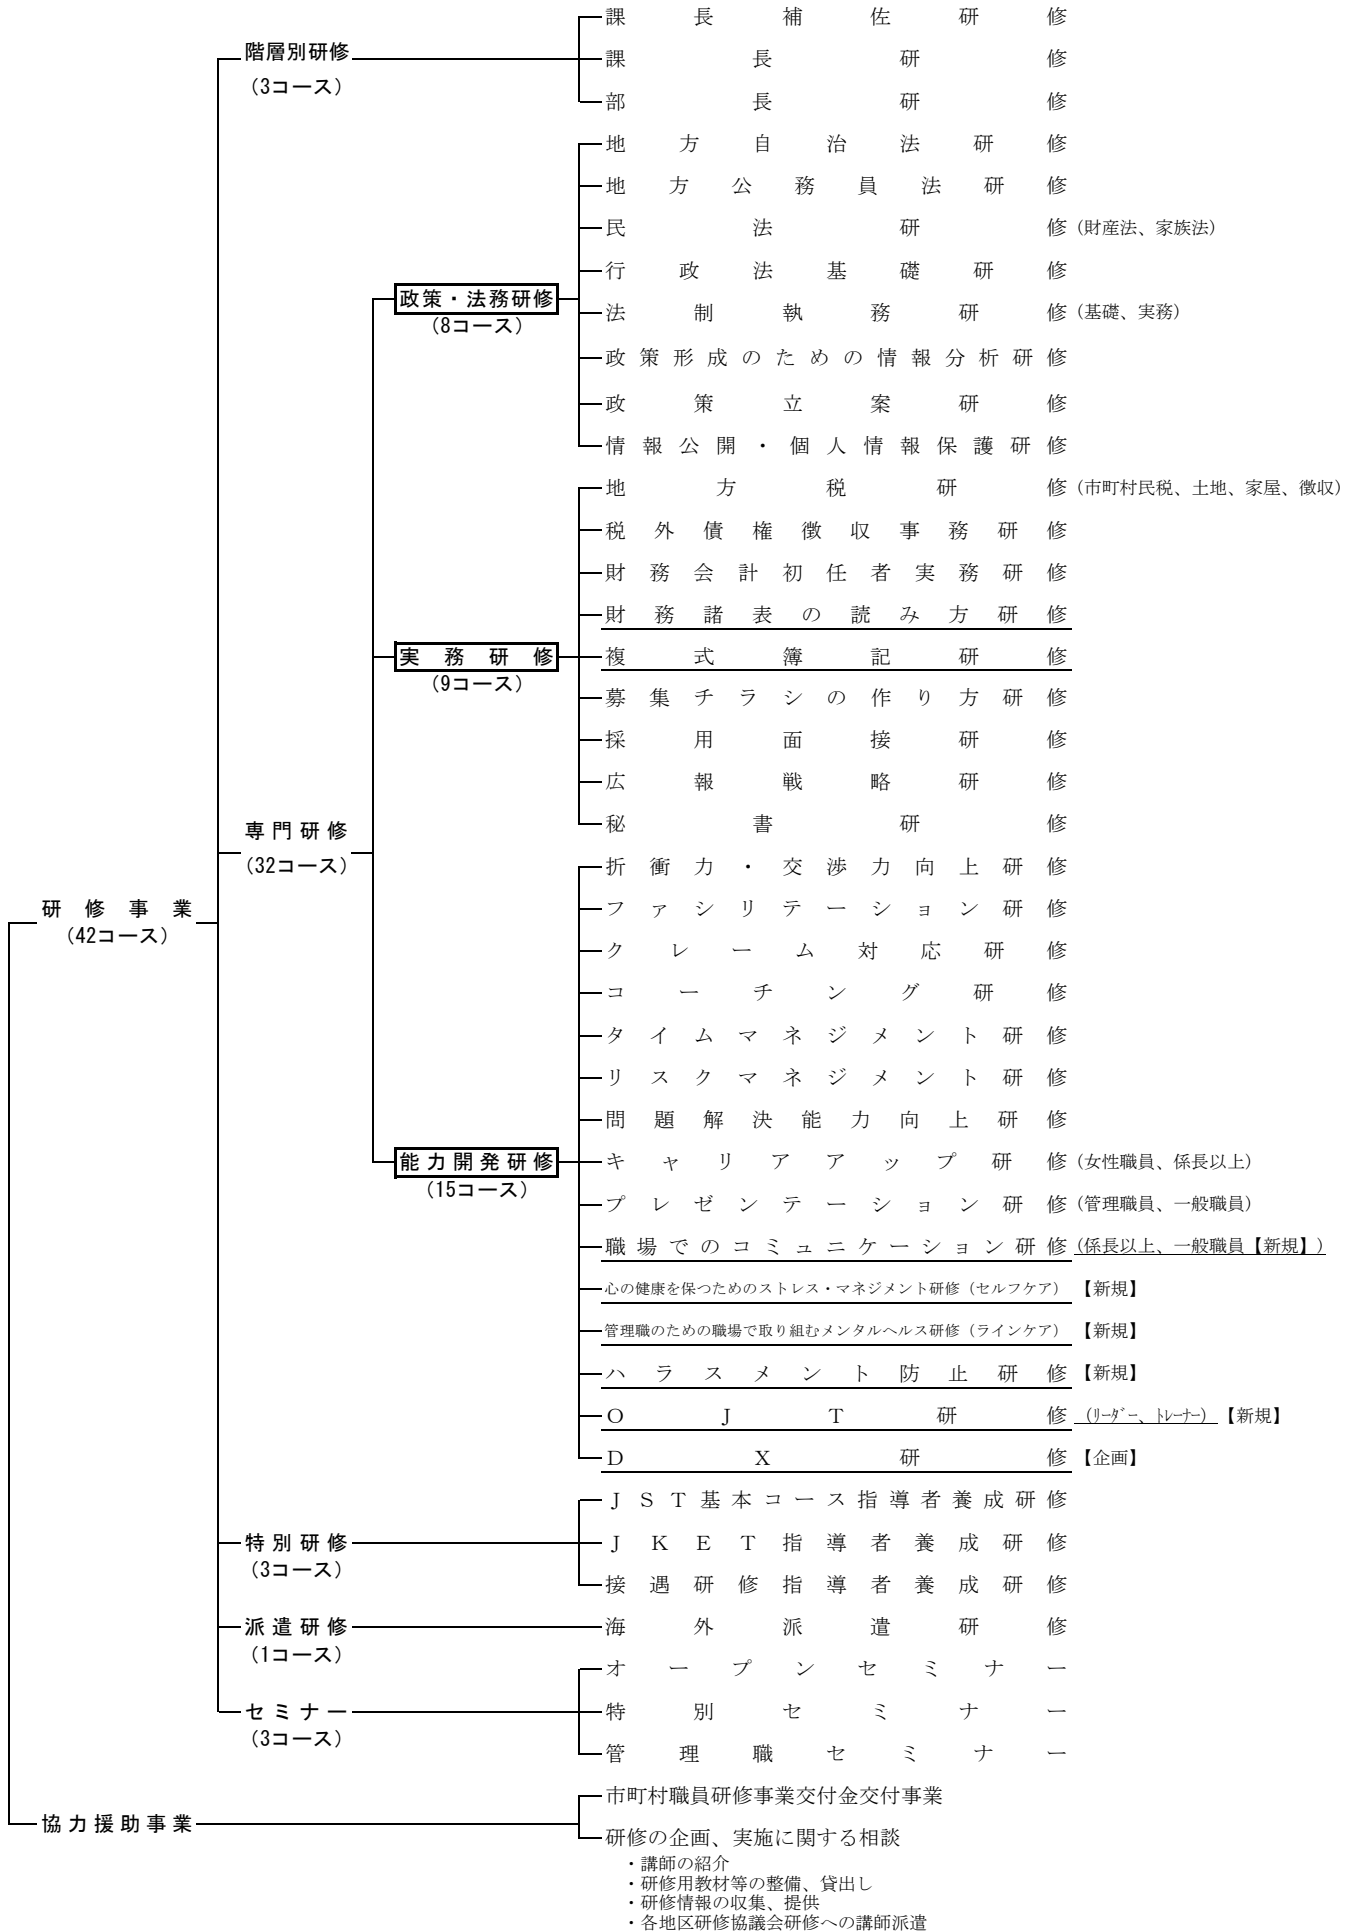 課長補佐研修
階層別研修
(3コース)
課長研修
部長研修
地方自治法研修
地方公務員法研修
民法研修(財産法、家族法)
行政法基礎研修
政策・法務研修
(8コース)
法制執務研修(基礎、実務)
政策形成のための情報分析研修
政策立案研修
情報公開・個人情報保護研修
地方税研修(市町村民税、土地、家屋、徴収)
税外債権徴収事務研修
財務会計初任者実務研修
財務諸表の読み方研修
実務研修
(9コース)
複式簿記研修
募集チラシの作り方研修
採用面接研修
広報戦略研修
秘書研修
専門研修
(32コース)
折衝力・交渉力向上研修
研修事業
(42コース)
ファシリテーション研修
クレーム対応研修
コーチング研修
タイムマネジメント研修
リスクマネジメント研修
問題解決能力向上研修
能力開発研修
(15コース)
キャリアアップ研修(女性職員、係長以上)
プレゼンテーション研修(管理職員、一般職員)
職場でのコミュニケーション研修(係長以上、一般職員【新規】)
心の健康を保つためのストレス・マネジメント研修(セルフケア)【新規】
管理職のための職場で取り組むメンタルヘルス研修(ラインケア)【新規】
ハラスメント防止研修【新規】
OJT研修(リーダー、トレーナー)【新規】
DX研修【企画】
JST基本コース指導者養成研修
特別研修
(3コース)
JKET指導者養成研修
接遇研修指導者養成研修
派遣研修
(1コース)
海外派遣研修
オープンセミナー
セミナー
(3コース)
特別セミナー
管理職セミナー
協力援助事業
市町村職員研修事業交付金交付事業
研修の企画、実施に関する相談
・講師の紹介
・研修用教材等の整備、貸出し
・研修情報の収集、提供
・各地区研修協議会研修への講師派遣